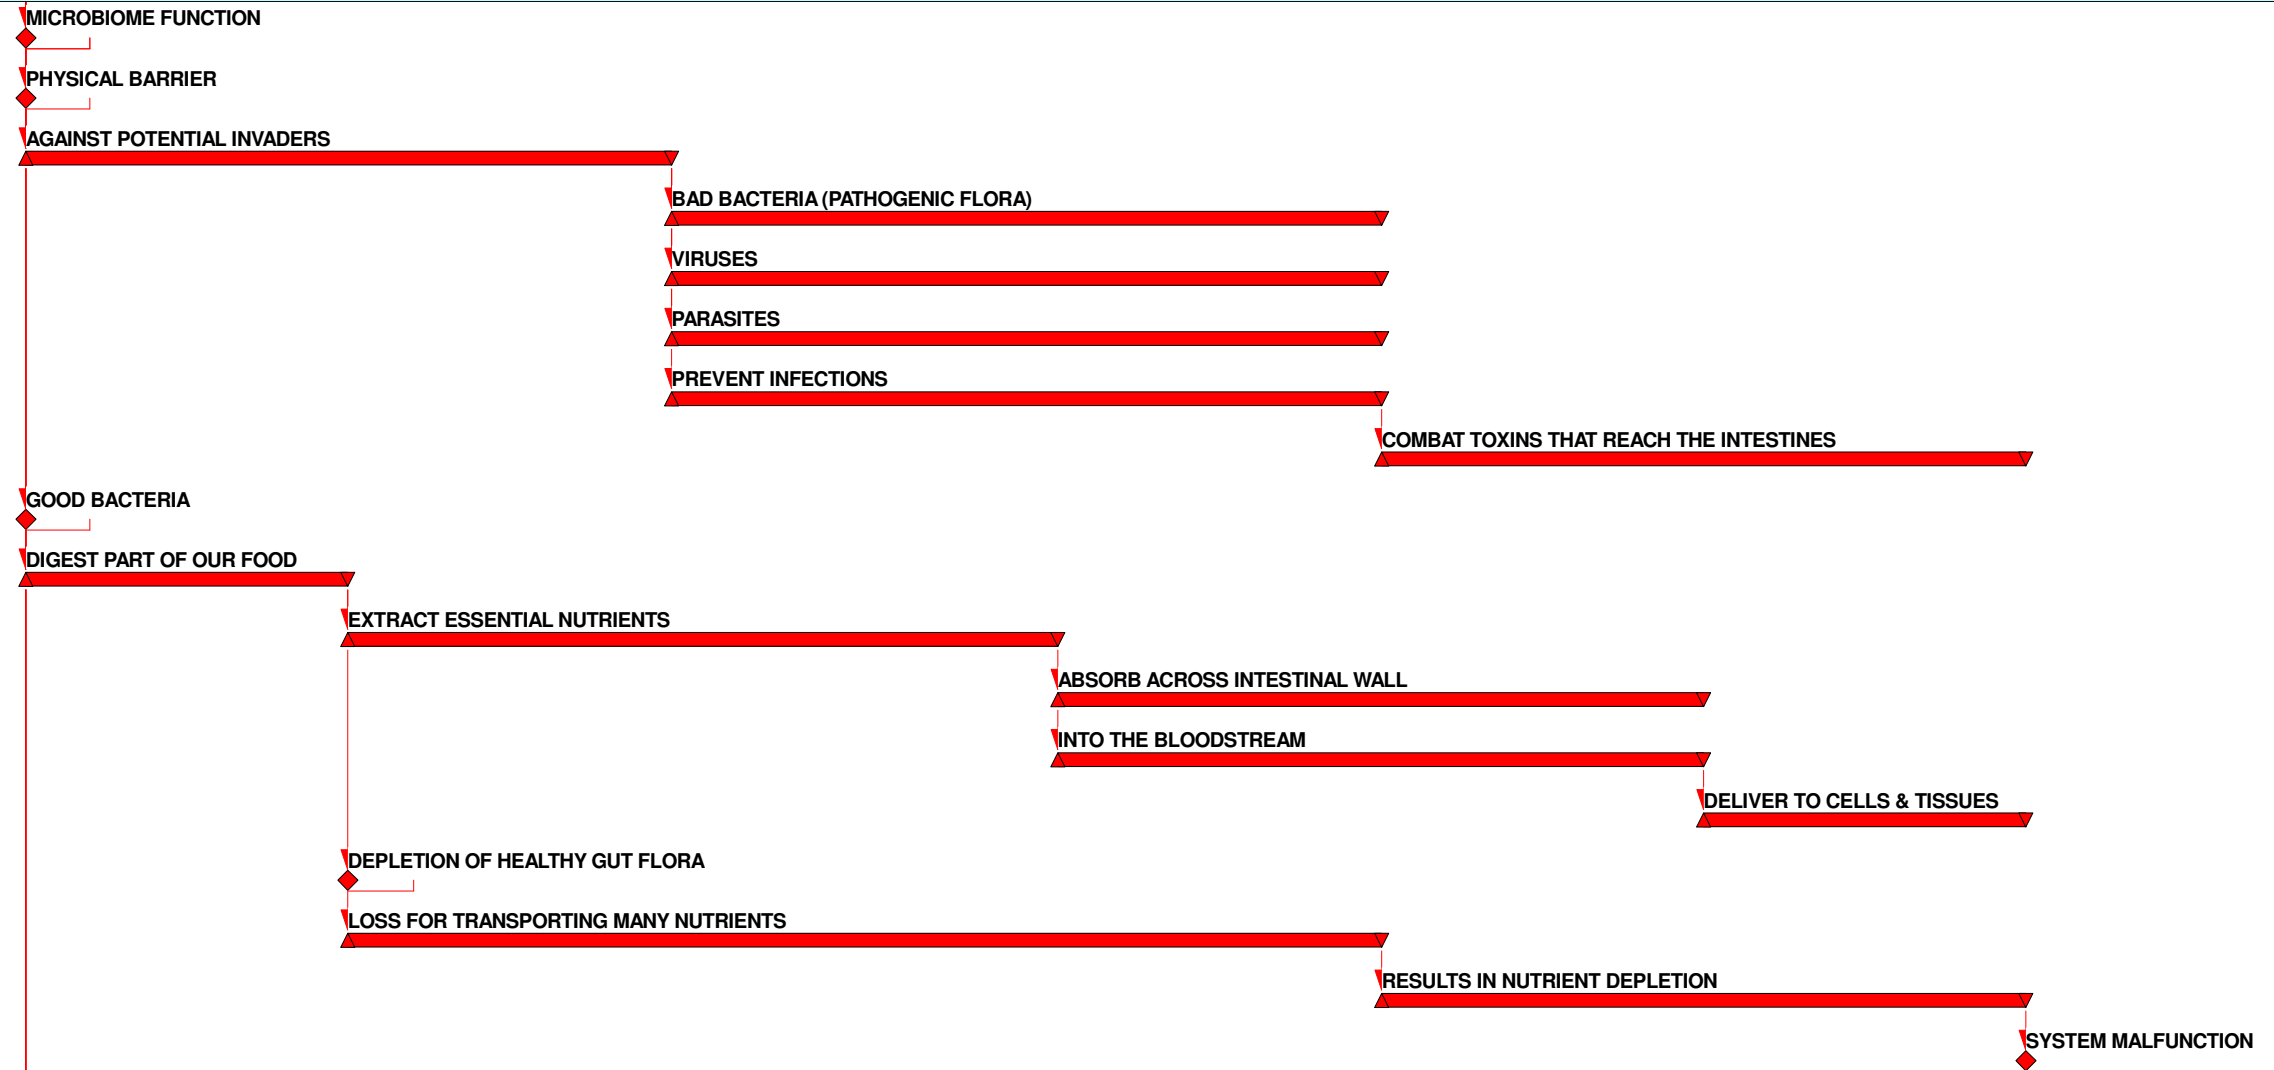 MICROBIOME FUNCTION
PHYSICAL BARRIER
AGAINST POTENTIAL INVADERS
BAD BACTERIA (PATHOGENIC FLORA)
VIRUSES
PARASITES
PREVENT INFECTIONS
COMBAT TOXINS THAT REACH THE INTESTINES
GOOD BACTERIA
DIGEST PART OF OUR FOOD
EXTRACT ESSENTIAL NUTRIENTS
ABSORB ACROSS INTESTINAL WALL
INTO THE BLOODSTREAM
DELIVER TO CELLS & TISSUES
DEPLETION OF HEALTHY GUT FLORA
LOSS FOR TRANSPORTING MANY NUTRIENTS
RESULTS IN NUTRIENT DEPLETION
SYSTEM MALFUNCTION